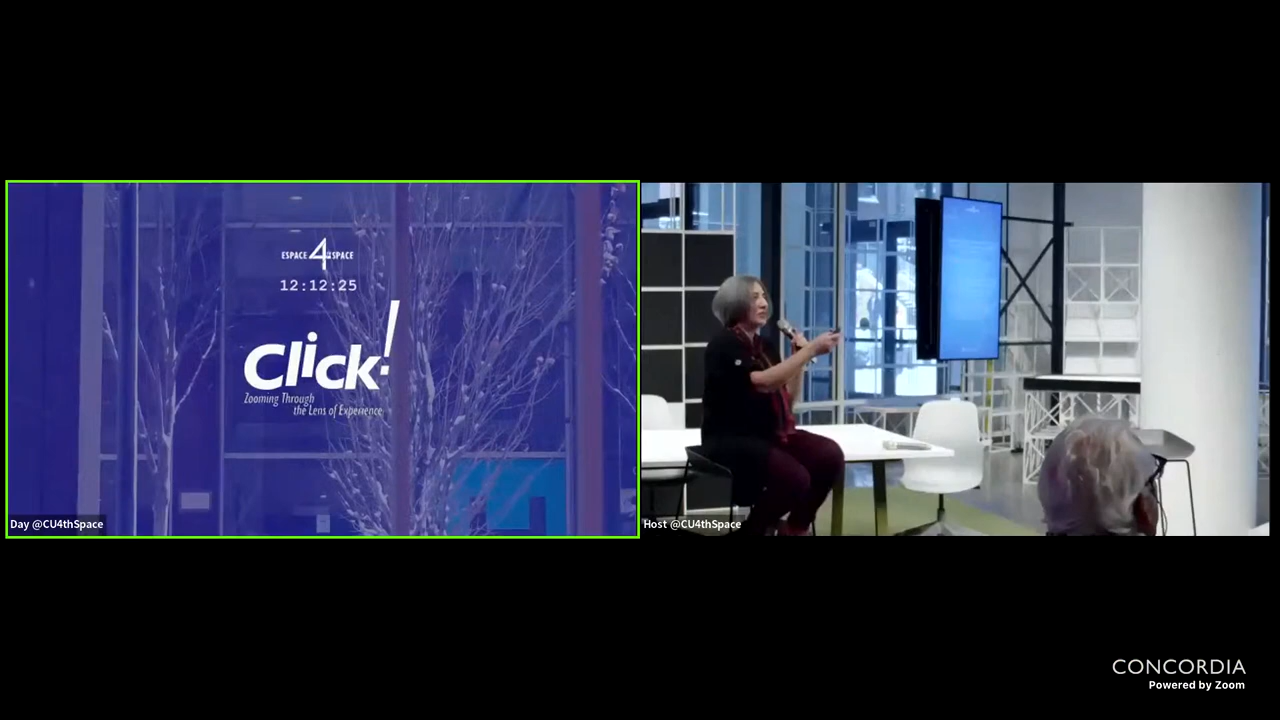 ESPACE 4TH SPACE
12:12:25
Click!
Zooming Through
the Lens of Experience
Day @CU4thSpace
Host @CU4thSpace
CONCORDIA
Powered by Zoom